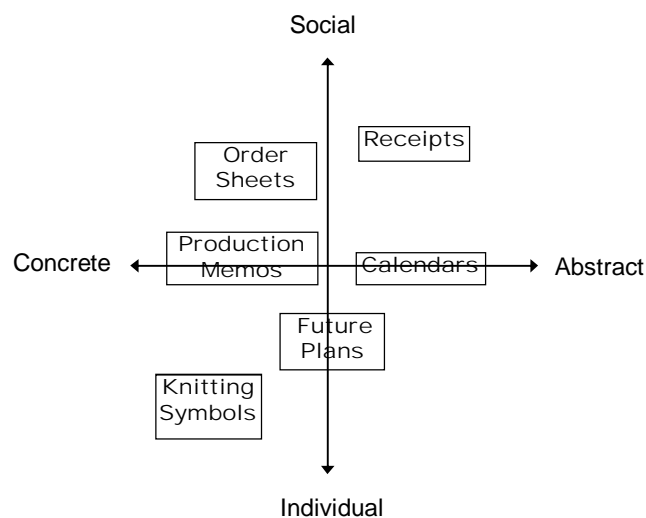 Social
Receipts
Order
Sheets
Production
Memos
Concrete
Calendars
Abstract
Future
Plans
Knitting
Symbols
Individual